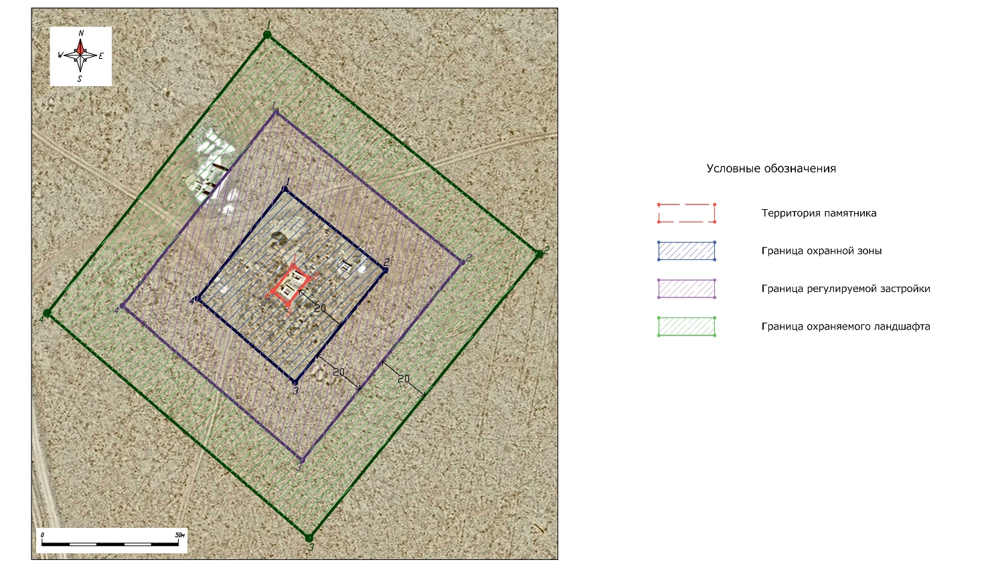 N
W E
S
1
1
1
2
2
2
1
4
4
4
20
3
20
20
3
3
0 50м
Условные обозначения
Территория памятника
Граница охранной зоны
Граница регулируемой застройки
Граница охраняемого ландшафта